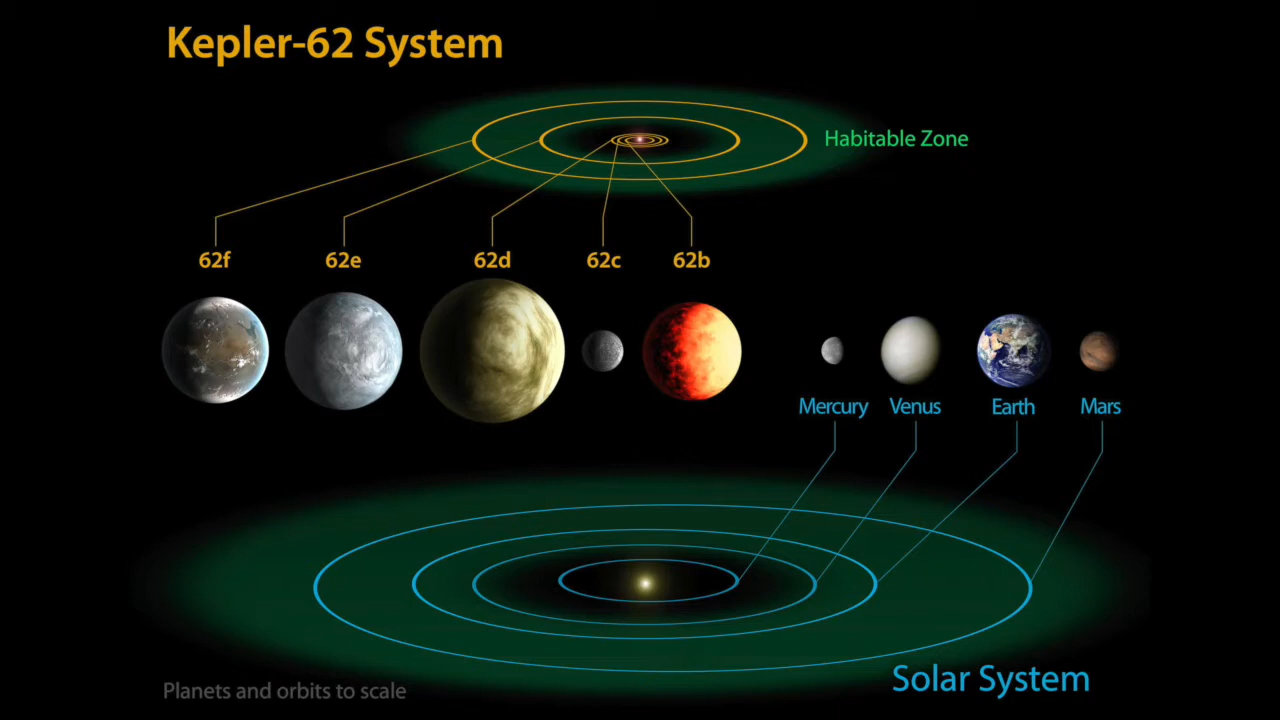 Kepler-62 System
Habitable Zone
62f 62e 62d 62c 62b
Mercury Venus Earth Mars
Solar System
Planets and orbits to scale